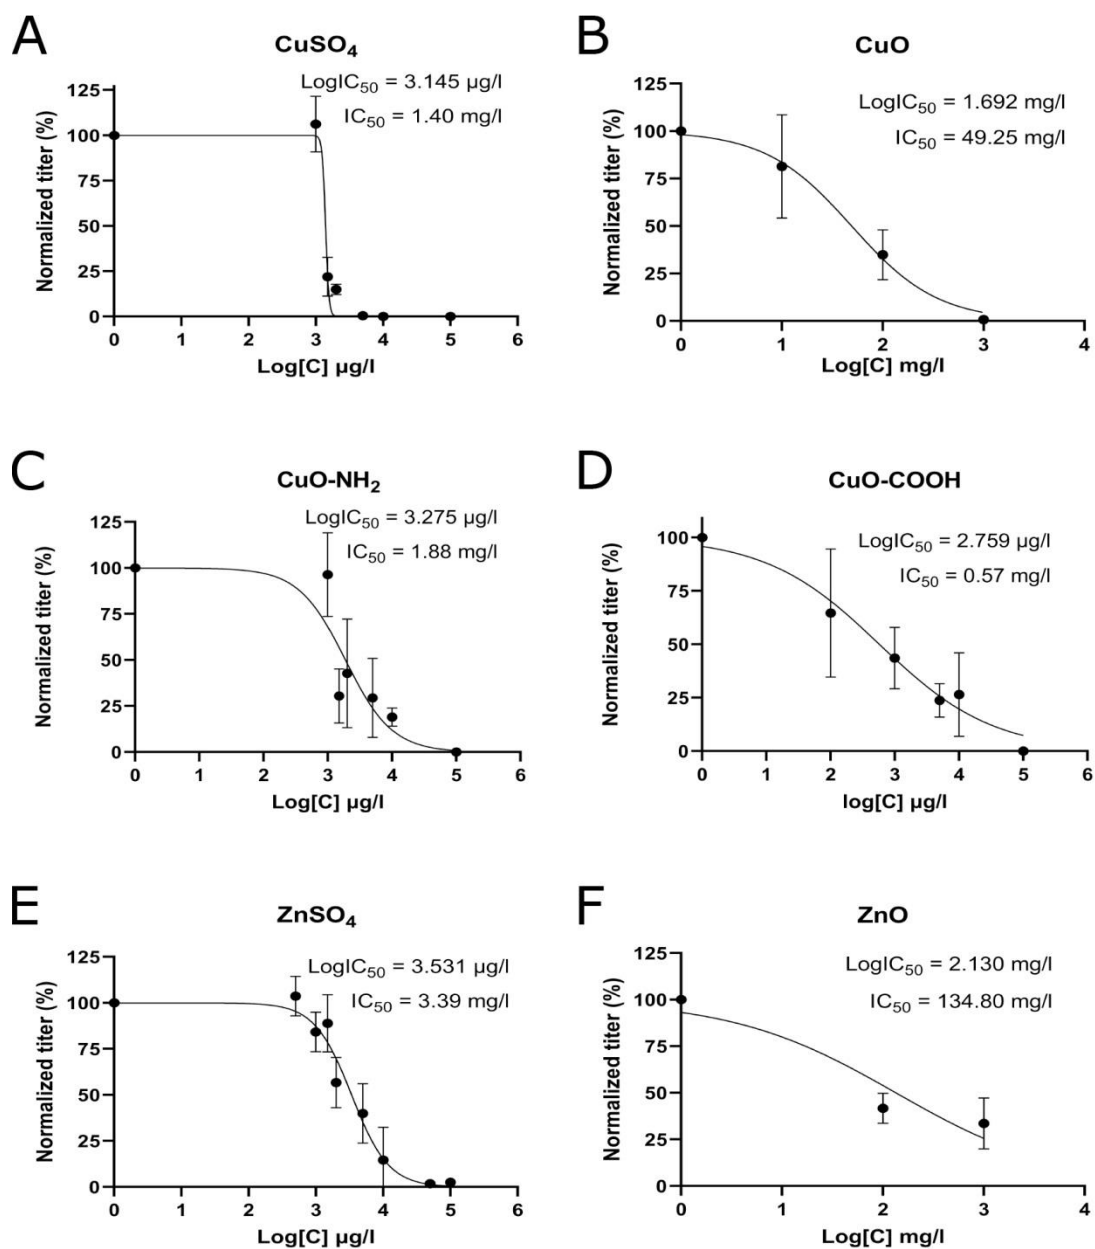 A
CuSO₄
LogIC₅₀ = 3.145 µg/l
IC₅₀ = 1.40 mg/l
Normalized titer (%)
125
100
75
50
25
0
0 1 2 3 4 5 6
Log[C] µg/l
B
CuO
LogIC₅₀ = 1.692 mg/l
IC₅₀ = 49.25 mg/l
Normalized titer (%)
125
100
75
50
25
0
0 1 2 3 4
Log[C] mg/l
C
CuO-NH₂
LogIC₅₀ = 3.275 µg/l
IC₅₀ = 1.88 mg/l
Normalized titer (%)
125
100
75
50
25
0
0 1 2 3 4 5 6
Log[C] µg/l
D
CuO-COOH
LogIC₅₀ = 2.759 µg/l
IC₅₀ = 0.57 mg/l
Normalized titer (%)
100
75
50
25
0
0 1 2 3 4 5 6
log[C] µg/l
E
ZnSO₄
LogIC₅₀ = 3.531 µg/l
IC₅₀ = 3.39 mg/l
Normalized titer (%)
125
100
75
50
25
0
0 1 2 3 4 5 6
Log[C] µg/l
F
ZnO
LogIC₅₀ = 2.130 mg/l
IC₅₀ = 134.80 mg/l
Normalized titer (%)
125
100
75
50
25
0
0 1 2 3 4
Log[C] mg/l